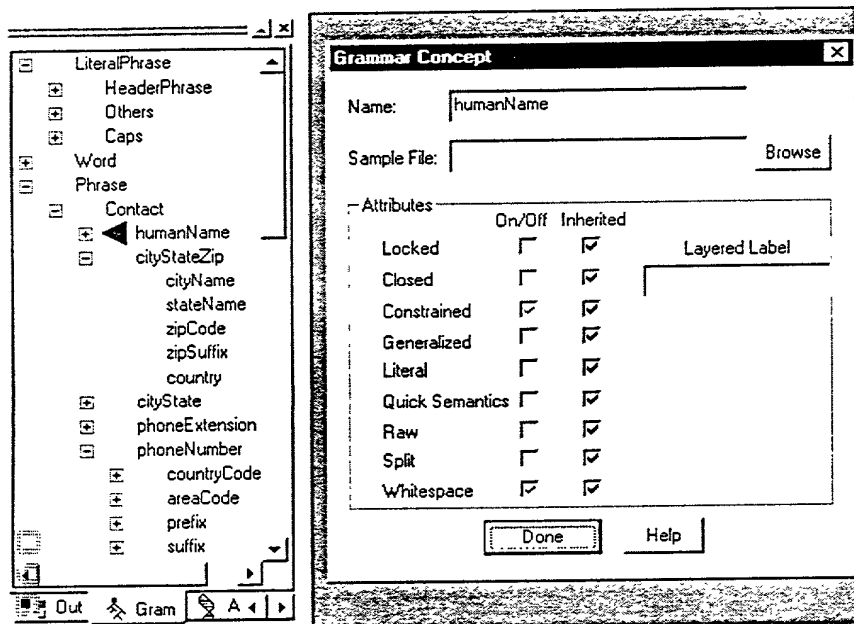 LiteralPhrase
HeaderPhrase
Others
Caps
Word
Phrase
Contact
humanName
cityStateZip
cityName
stateName
zipCode
zipSuffix
country
cityState
phoneExtension
phoneNumber
countryCode
areaCode
prefix
suffix
Out
Gram
A
Grammar Concept
Name: humanName
Sample File: Browse
Attributes
On/Off Inherited
Locked
Layered Label
Closed
Constrained
Generalized
Literal
Quick Semantics
Raw
Split
Whitespace
Done Help